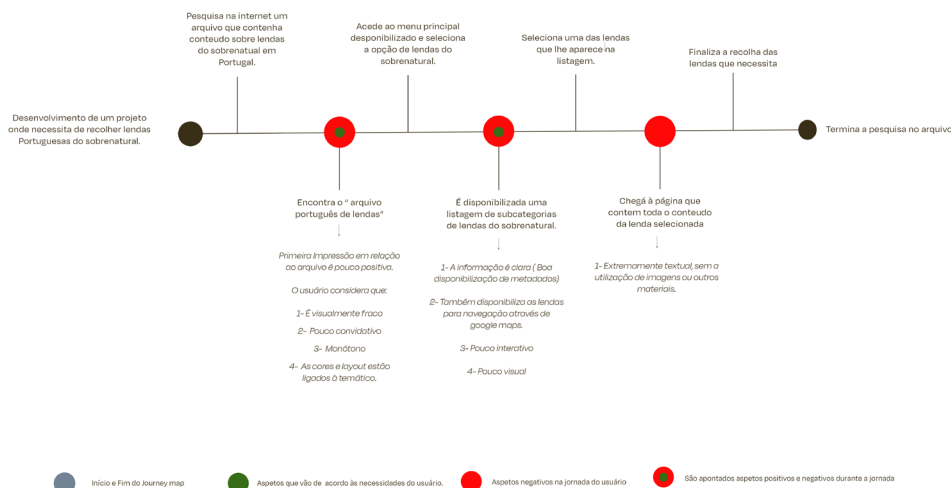 Pesquisa na internet um
arquivo que contenha
conteudo sobre lendas
do sobrenatual em
Portugal.
Acede ao menu principal
desponibilizado e seleciona
a opção de lendas do
sobrenatural.
Seleciona uma das lendas
que lhe aparece na
listagem.
Finaliza a recolha das
lendas que necessita
Desenvolvimento de um projeto
onde necessita de recolher lendas
Portuguesas do sobrenatural.
Termina a pesquisa no arquivo
Encontra o " arquivo
português de lendas"
Primeira Impressão em relação
ao arquivo é pouco positiva.
O usuário considera que:
1- É visualmente fraco
2- Pouco convidativo
3- Monótono
4- As cores e layout estão
ligados à temático.
É disponibilizada uma
listagem de subcategorias
de lendas do sobrenatural.
1- A informação é clara ( Boa
disponibilização de metadados)
2- Também disponibiliza as lendas
para navegação através de
google maps.
3- Pouco interativo
4- Pouco visual
Chegá à página que
contem toda o conteudo
da lenda selecionada
1- Extremamente textual, sem a
utilização de imagens ou outros
materiais.
Início e Fim do Journey map
Aspetos que vão de acordo às necessidades do usuário.
Aspetos negativos na jornada do usuário
São apontados aspetos positivos e negativos durante a jornada